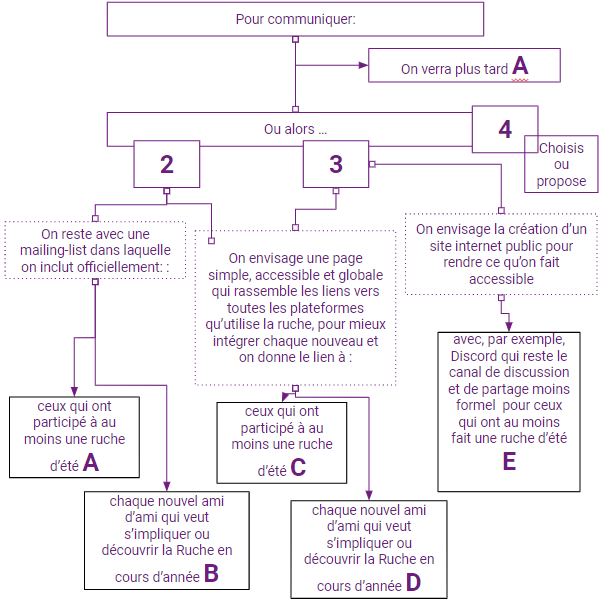 Pour communiquer:
On verra plus tard A
Ou alors ...
4
2
3
Choisis
ou
propose
On reste avec une
mailing-list dans laquelle
on inclut officiellement: :
On envisage une page
simple, accessible et globale
qui rassemble les liens vers
toutes les plateformes
qu'utilise la ruche, pour mieux
intégrer chaque nouveau et
on donne le lien à :
On envisage la création d'un
site internet public pour
rendre ce qu'on fait
accessible
ceux qui ont
participé à au
moins une ruche
d'été A
chaque nouvel ami
d'ami qui veut
s'impliquer ou
découvrir la Ruche en
cours d'année B
ceux qui ont
participé à au
moins une ruche
d'été C
chaque nouvel ami
d'ami qui veut
s'impliquer ou
découvrir la Ruche en
cours d'année D
avec, par exemple,
Discord qui reste le
canal de discussion
et de partage moins
formel pour ceux
qui ont au moins
fait une ruche d'été
E